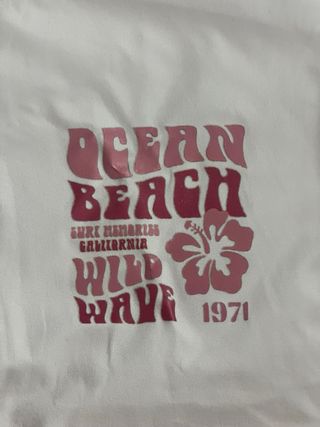 OCEAN
BEACH
SURF MEMORIES
CALIFORNIA
WILD
WAVE
1971